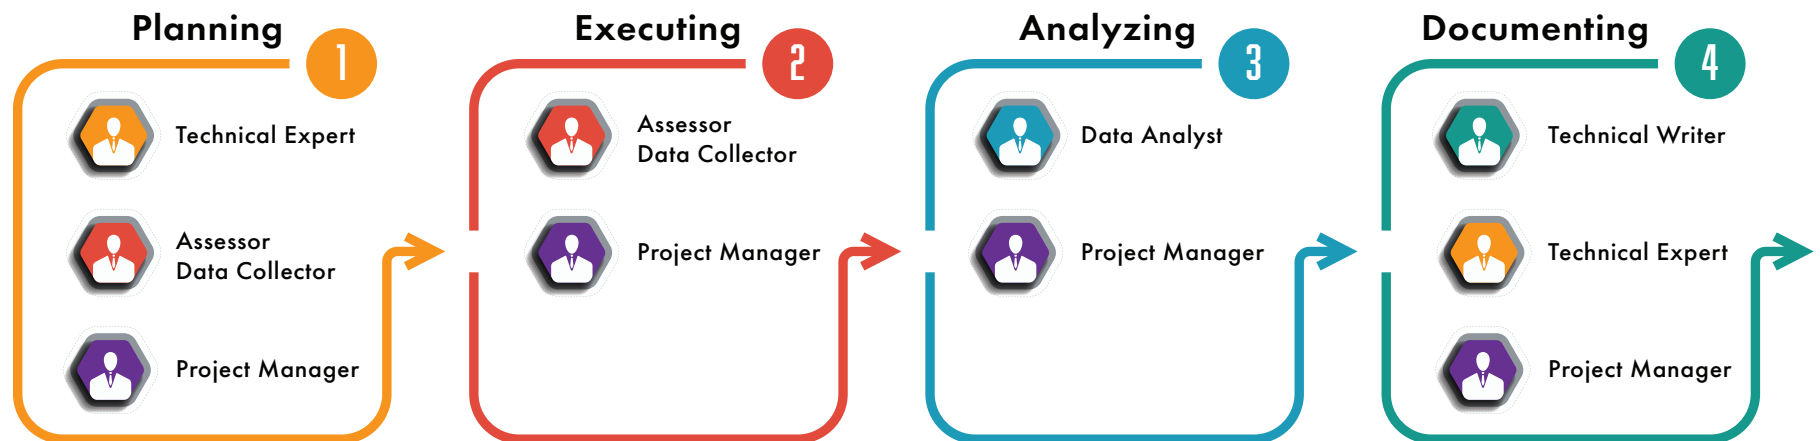 Planning
1
Technical Expert
Assessor
Data Collector
Project Manager
Executing
2
Assessor
Data Collector
Project Manager
Analyzing
3
Data Analyst
Project Manager
Documenting
4
Technical Writer
Technical Expert
Project Manager